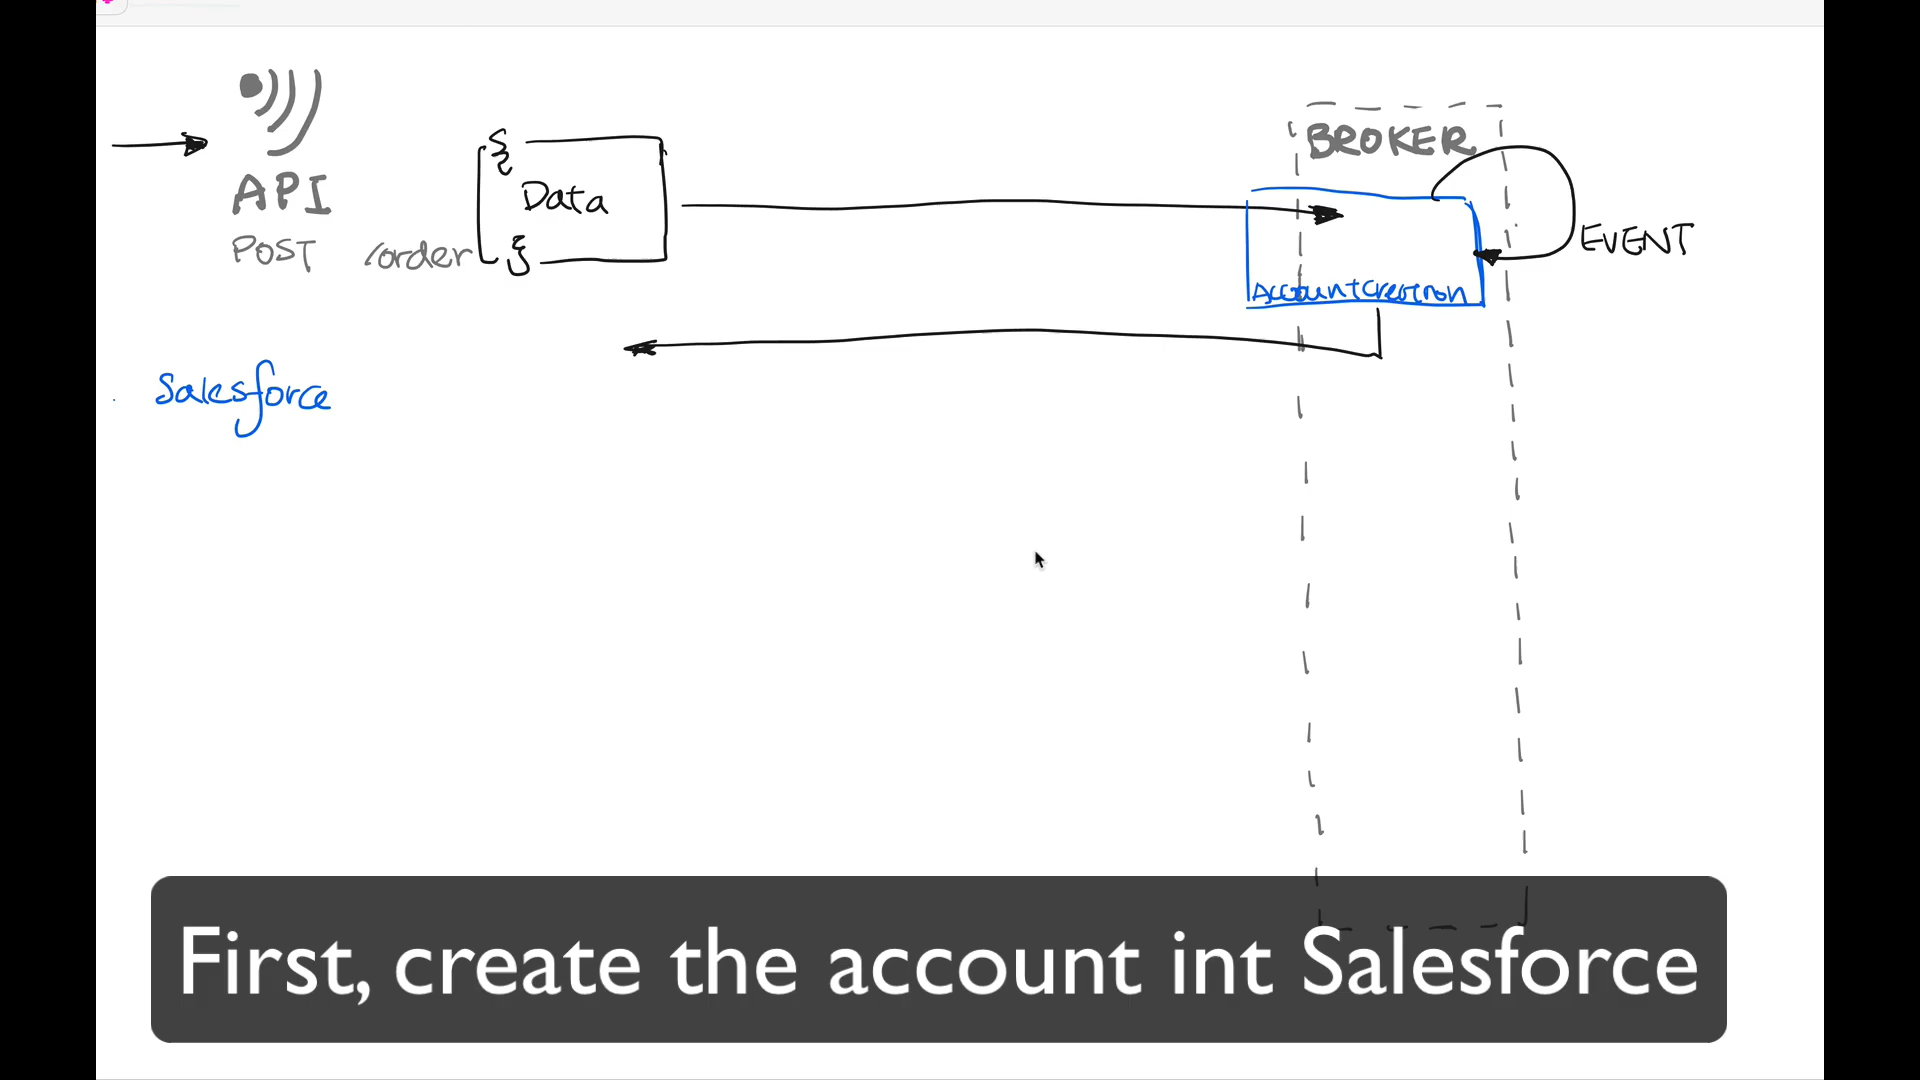 BROKER
API
Data
POST /order
{
}
EVENT
AccountCreation
Salesforce
First, create the account int Salesforce